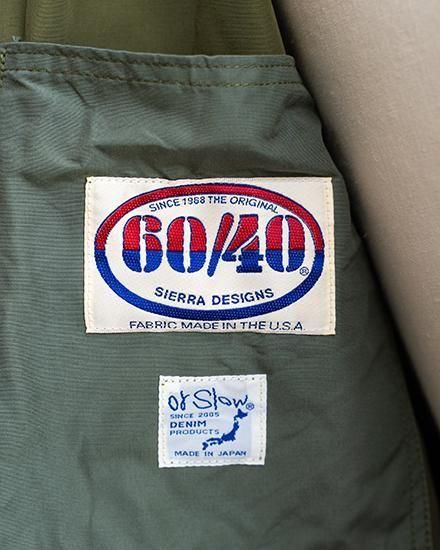 SINCE 1968 THE ORIGINAL
60/40®
SIERRA DESIGNS
FABRIC MADE IN THE U.S.A.
or Slow®
SINCE 2005
DENIM
PRODUCTS
MADE IN JAPAN